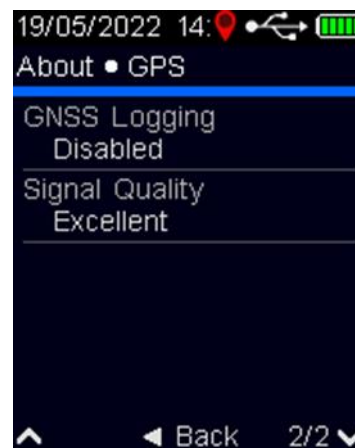 19/05/2022 14:
About • GPS
GNSS Logging
Disabled
Signal Quality
Excellent
Back 2/2